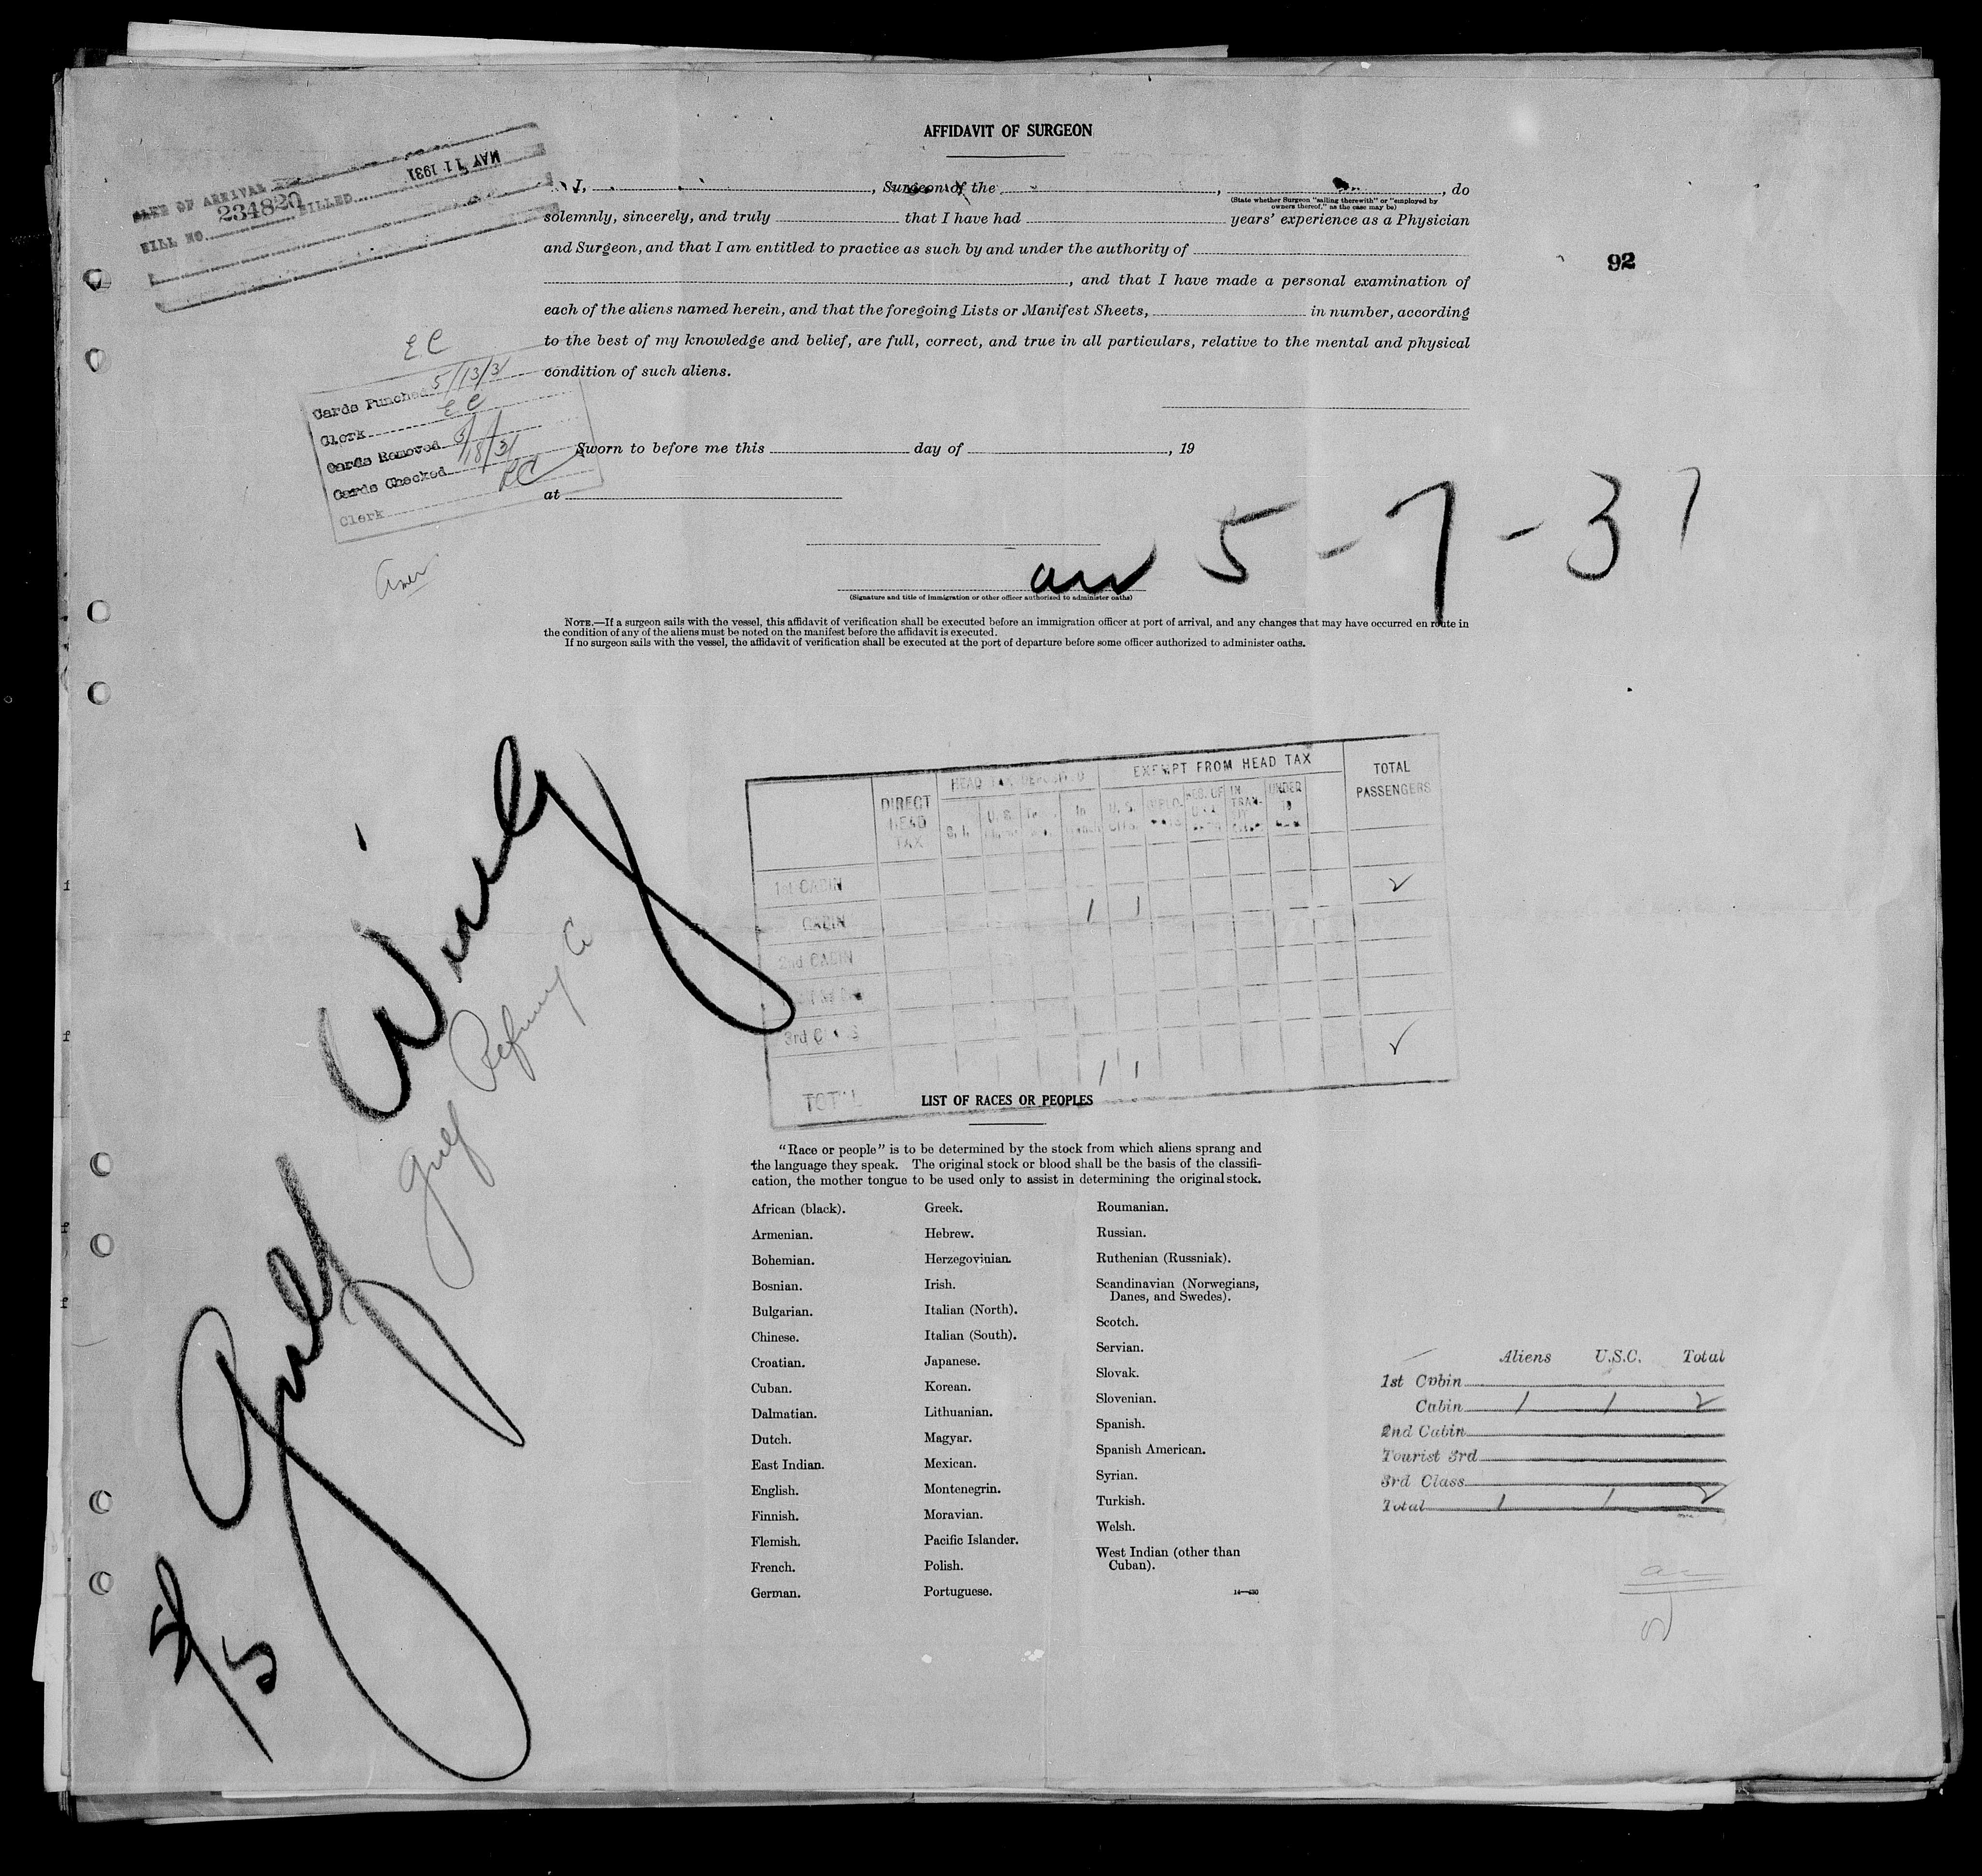 AFFIDAVIT OF SURGEON
I, , Surgeon of the , , do
(State whether Surgeon "sailing therewith" or "employed by
owners thereof," as the case may be)
solemnly, sincerely, and truly that I have had years' experience as a Physician
and Surgeon, and that I am entitled to practice as such by and under the authority of
, and that I have made a personal examination of
each of the aliens named herein, and that the foregoing Lists or Manifest Sheets, in number, according
to the best of my knowledge and belief, are full, correct, and true in all particulars, relative to the mental and physical
condition of such aliens.
Sworn to before me this day of , 19
at
(Signature and title of immigration or other officer authorized to administer oaths)
NOTE.—If a surgeon sails with the vessel, this affidavit of verification shall be executed before an immigration officer at port of arrival, and any changes that may have occurred en route in
the condition of any of the aliens must be noted on the manifest before the affidavit is executed.
If no surgeon sails with the vessel, the affidavit of verification shall be executed at the port of departure before some officer authorized to administer oaths.
DATE OF ARRIVAL
MAY 11 1931
BILL NO. 234820 BILLED
92
E C
Cards Punched 5/13/31
Clerk E C
Cards Removed
Cards Checked 5/18/31
Clerk
arr 5-7-31
Gulf Wing
Gulf Refining Co
5/5
DIRECT HEAD TAX
HEAD TAX DEPOSITED
EXEMPT FROM HEAD TAX
TOTAL PASSENGERS
1st CABIN 2
CABIN 1 1
2nd CABIN
3rd CLASS
TOTAL 1 1
LIST OF RACES OR PEOPLES
"Race or people" is to be determined by the stock from which aliens sprang and
the language they speak. The original stock or blood shall be the basis of the classifi-
cation, the mother tongue to be used only to assist in determining the original stock.
African (black).
Armenian.
Bohemian.
Bosnian.
Bulgarian.
Chinese.
Croatian.
Cuban.
Dalmatian.
Dutch.
East Indian.
English.
Finnish.
Flemish.
French.
German.
Greek.
Hebrew.
Herzegovinian.
Irish.
Italian (North).
Italian (South).
Japanese.
Korean.
Lithuanian.
Magyar.
Mexican.
Montenegrin.
Moravian.
Pacific Islander.
Polish.
Portuguese.
Roumanian.
Russian.
Ruthenian (Russniak).
Scandinavian (Norwegians,
Danes, and Swedes).
Scotch.
Servian.
Slovak.
Slovenian.
Spanish.
Spanish American.
Syrian.
Turkish.
Welsh.
West Indian (other than
Cuban).
14—430
Aliens U.S.C. Total
1st Cabin
Cabin 1 1 2
2nd Cabin
Tourist 3rd
3rd Class
Total 1 1 2